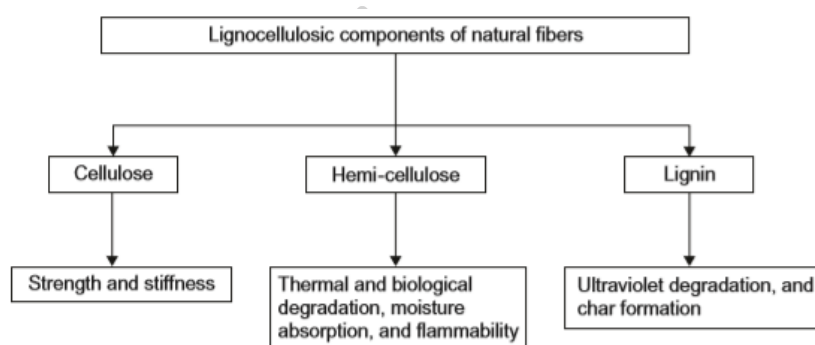 Lignocellulosic components of natural fibers
Cellulose
Hemi-cellulose
Lignin
Strength and stiffness
Thermal and biological
degradation, moisture
absorption, and flammability
Ultraviolet degradation, and
char formation